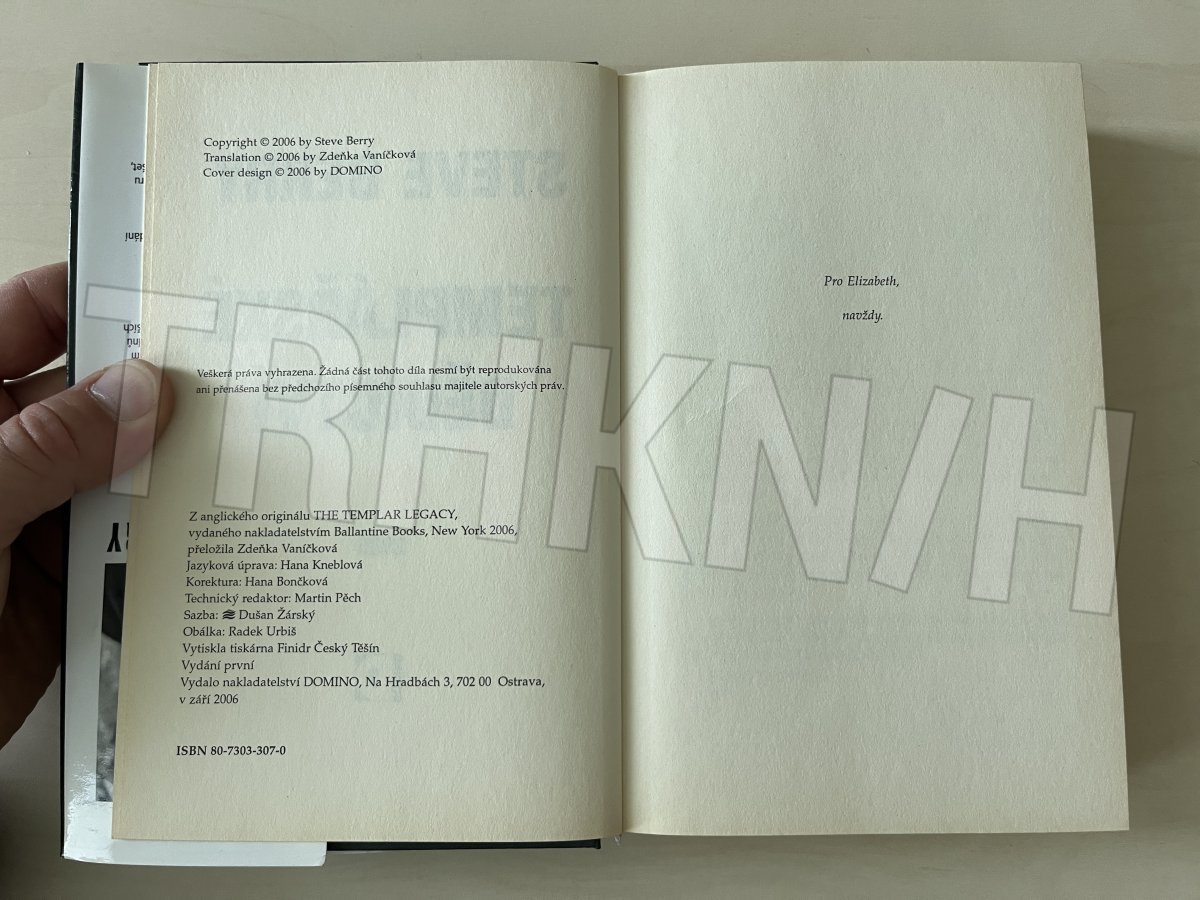 Copyright © 2006 by Steve Berry
Translation © 2006 by Zdeňka Vaníčková
Cover design © 2006 by DOMINO
Veškerá práva vyhrazena. Žádná část tohoto díla nesmí být reprodukována
ani přenášena bez předchozího písemného souhlasu majitele autorských práv.
Z anglického originálu THE TEMPLAR LEGACY,
vydaného nakladatelstvím Ballantine Books, New York 2006,
přeložila Zdeňka Vaníčková
Jazyková úprava: Hana Kneblová
Korektura: Hana Bončková
Technický redaktor: Martin Pěch
Sazba: Dušan Žárský
Obálka: Radek Urbiš
Vytiskla tiskárna Finidr Český Těšín
Vydání první
Vydalo nakladatelství DOMINO, Na Hradbách 3, 702 00 Ostrava,
v září 2006
ISBN 80-7303-307-0
Pro Elizabeth,
navždy.
TRHKN/H